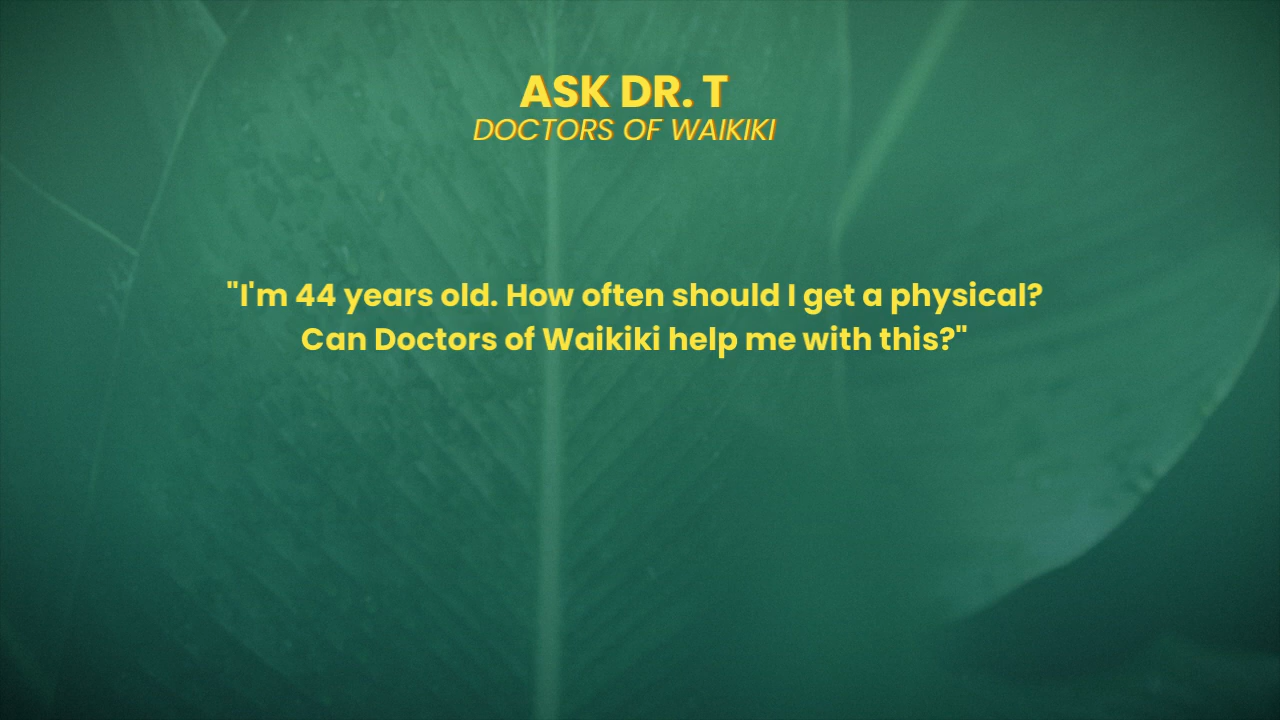 ASK DR. T
DOCTORS OF WAIKIKI
"I'm 44 years old. How often should I get a physical?
Can Doctors of Waikiki help me with this?"